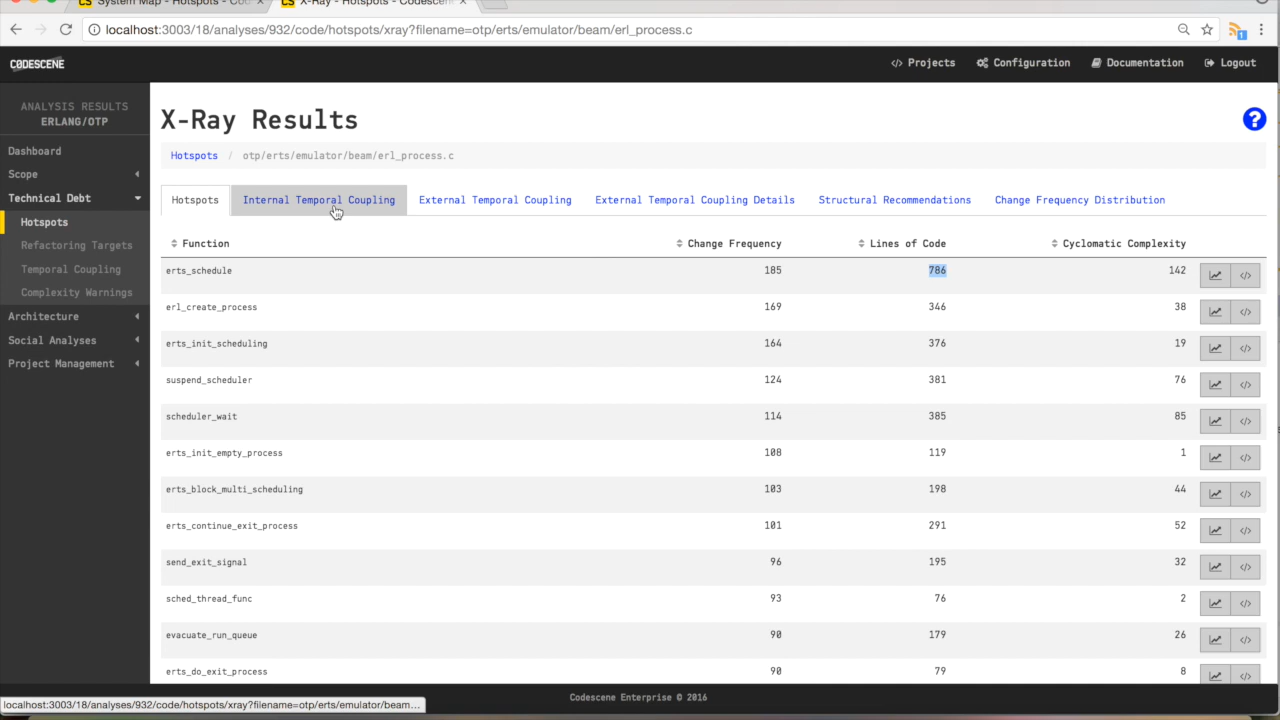 System Map - Hotspots - Co
X-Ray - Hotspots - Codescen
localhost:3003/18/analyses/932/code/hotspots/xray?filename=otp/erts/emulator/beam/erl_process.c
CODESCENE
Projects Configuration Documentation Logout
ANALYSIS RESULTS
ERLANG/OTP
Dashboard
Scope
Technical Debt
Hotspots
Refactoring Targets
Temporal Coupling
Complexity Warnings
Architecture
Social Analyses
Project Management
X-Ray Results
?
Hotspots / otp/erts/emulator/beam/erl_process.c
Hotspots Internal Temporal Coupling External Temporal Coupling External Temporal Coupling Details Structural Recommendations Change Frequency Distribution
Function Change Frequency Lines of Code Cyclomatic Complexity
erts_schedule 185 786 142
erl_create_process 169 346 38
erts_init_scheduling 164 376 19
suspend_scheduler 124 381 76
scheduler_wait 114 385 85
erts_init_empty_process 108 119 1
erts_block_multi_scheduling 103 198 44
erts_continue_exit_process 101 291 52
send_exit_signal 96 195 32
sched_thread_func 93 76 2
evacuate_run_queue 90 179 26
erts_do_exit_process 90 79 8
Codescene Enterprise © 2016
localhost:3003/18/analyses/932/code/hotspots/xray?filename=otp/erts/emulator/beam...